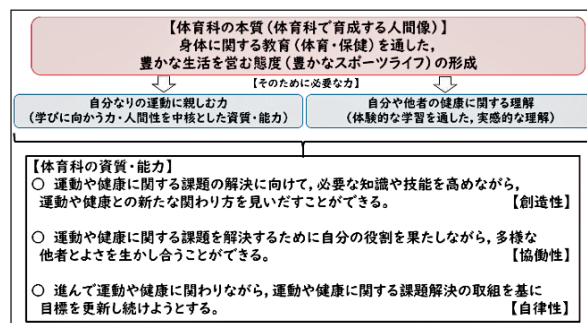 【体育科の本質(体育科で育成する人間像)】
身体に関する教育(体育・保健)を通した,
豊かな生活を営む態度(豊かなスポーツライフ)の形成
【そのために必要な力】
自分なりの運動に親しむ力
(学びに向かう力・人間性を中核とした資質・能力)
自分や他者の健康に関する理解
(体験的な学習を通した,実感的な理解)
【体育科の資質・能力】
○ 運動や健康に関する課題の解決に向けて,必要な知識や技能を高めながら,
運動や健康との新たな関わり方を見いだすことができる。 【創造性】
○ 運動や健康に関する課題を解決するために自分の役割を果たしながら,多様な
他者とよさを生かし合うことができる。 【協働性】
○ 進んで運動や健康に関わりながら,運動や健康に関する課題解決の取組を基に
目標を更新し続けようとする。 【自律性】